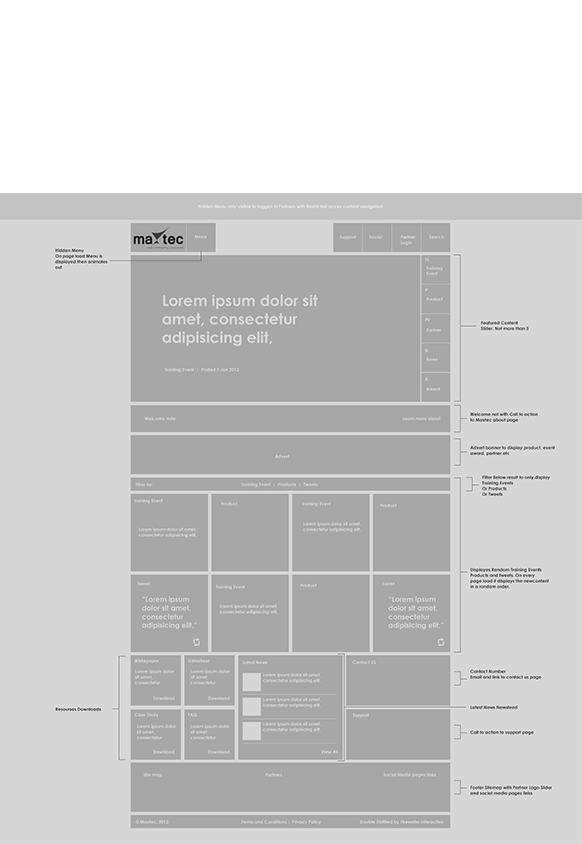 Hidden Menu only visible to logged in Partners with Restricted access content navigation
maxtec
Menu
Support
Social
Partner
Login
Search
Hidden Menu
On page load Menu is
displayed then animates
out
Lorem ipsum dolor sit
amet, consectetur
adipisicing elit,
Training Event | Posted 5 Jan 2012
Training
Event
P
Product
Partner
N
News
A
Award
Featured Content
Slider, Not more than 5
Welcome note
Learn more about
Welcome not with Call to action
to Maxtec about page
Advert
Advert banner to display product, event
award, partner etc
Filter by:
Training Event | Products | Tweets
Filter Below result to only display
Training Events
Or Products
Or Tweets
Training Event
Lorem ipsum dolor sit amet,
consectetur adipisicing elit,
Product
Training Event
Lorem ipsum dolor sit amet,
consectetur adipisicing elit,
Product
Displayes Random Training Events
Products and tweets. On every
page load it displays the newcontent
in a random order.
Tweet
“Lorem ipsum
dolor sit amet,
consectetur
adipisicing elit,”
Training Event
Lorem ipsum dolor sit amet,
consectetur adipisicing elit,
Product
Tweet
“Lorem ipsum
dolor sit amet,
consectetur
adipisicing elit,”
Resourses Downloads
Whitepaper
Lorem ipsum dolor
sit amet,
consectetur
Download
Datasheet
Lorem ipsum dolor
sit amet,
consectetur
Download
Case Study
Lorem ipsum dolor
sit amet,
consectetur
Download
FAQ
Lorem ipsum dolor
sit amet,
consectetur
Download
Latest News
Lorem ipsum dolor sit amet,
consectetur adipisicing elit,
Lorem ipsum dolor sit amet,
consectetur adipisicing elit,
Lorem ipsum dolor sit amet,
consectetur adipisicing elit,
View All
Contact US
Contact Number
Email and link to contact us page
Latest News Newsfeed
Support
Call to action to support page
Site map
Partners
Social Media pages links
Footer Sitemap with Partner Logo Slider
and social media pages links
© Maxtec, 2012
Terms and Conditions | Privacy Policy
Double Distilled by Firewater Interactive